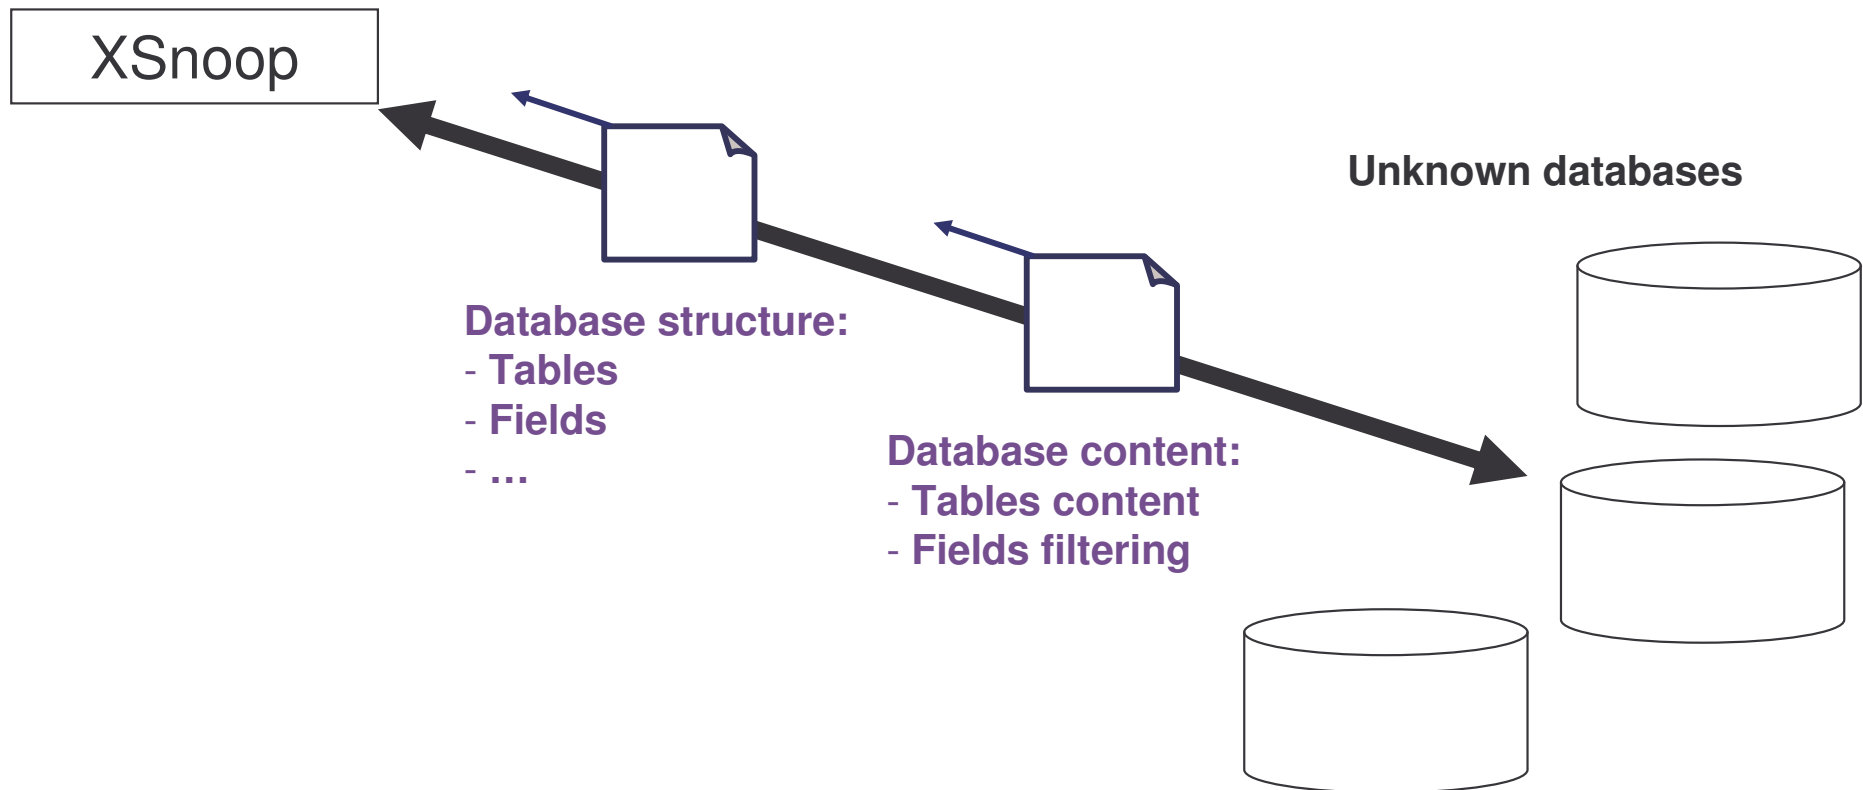 XSnoop
Unknown databases
Database structure:
- Tables
- Fields
- ...
Database content:
- Tables content
- Fields filtering